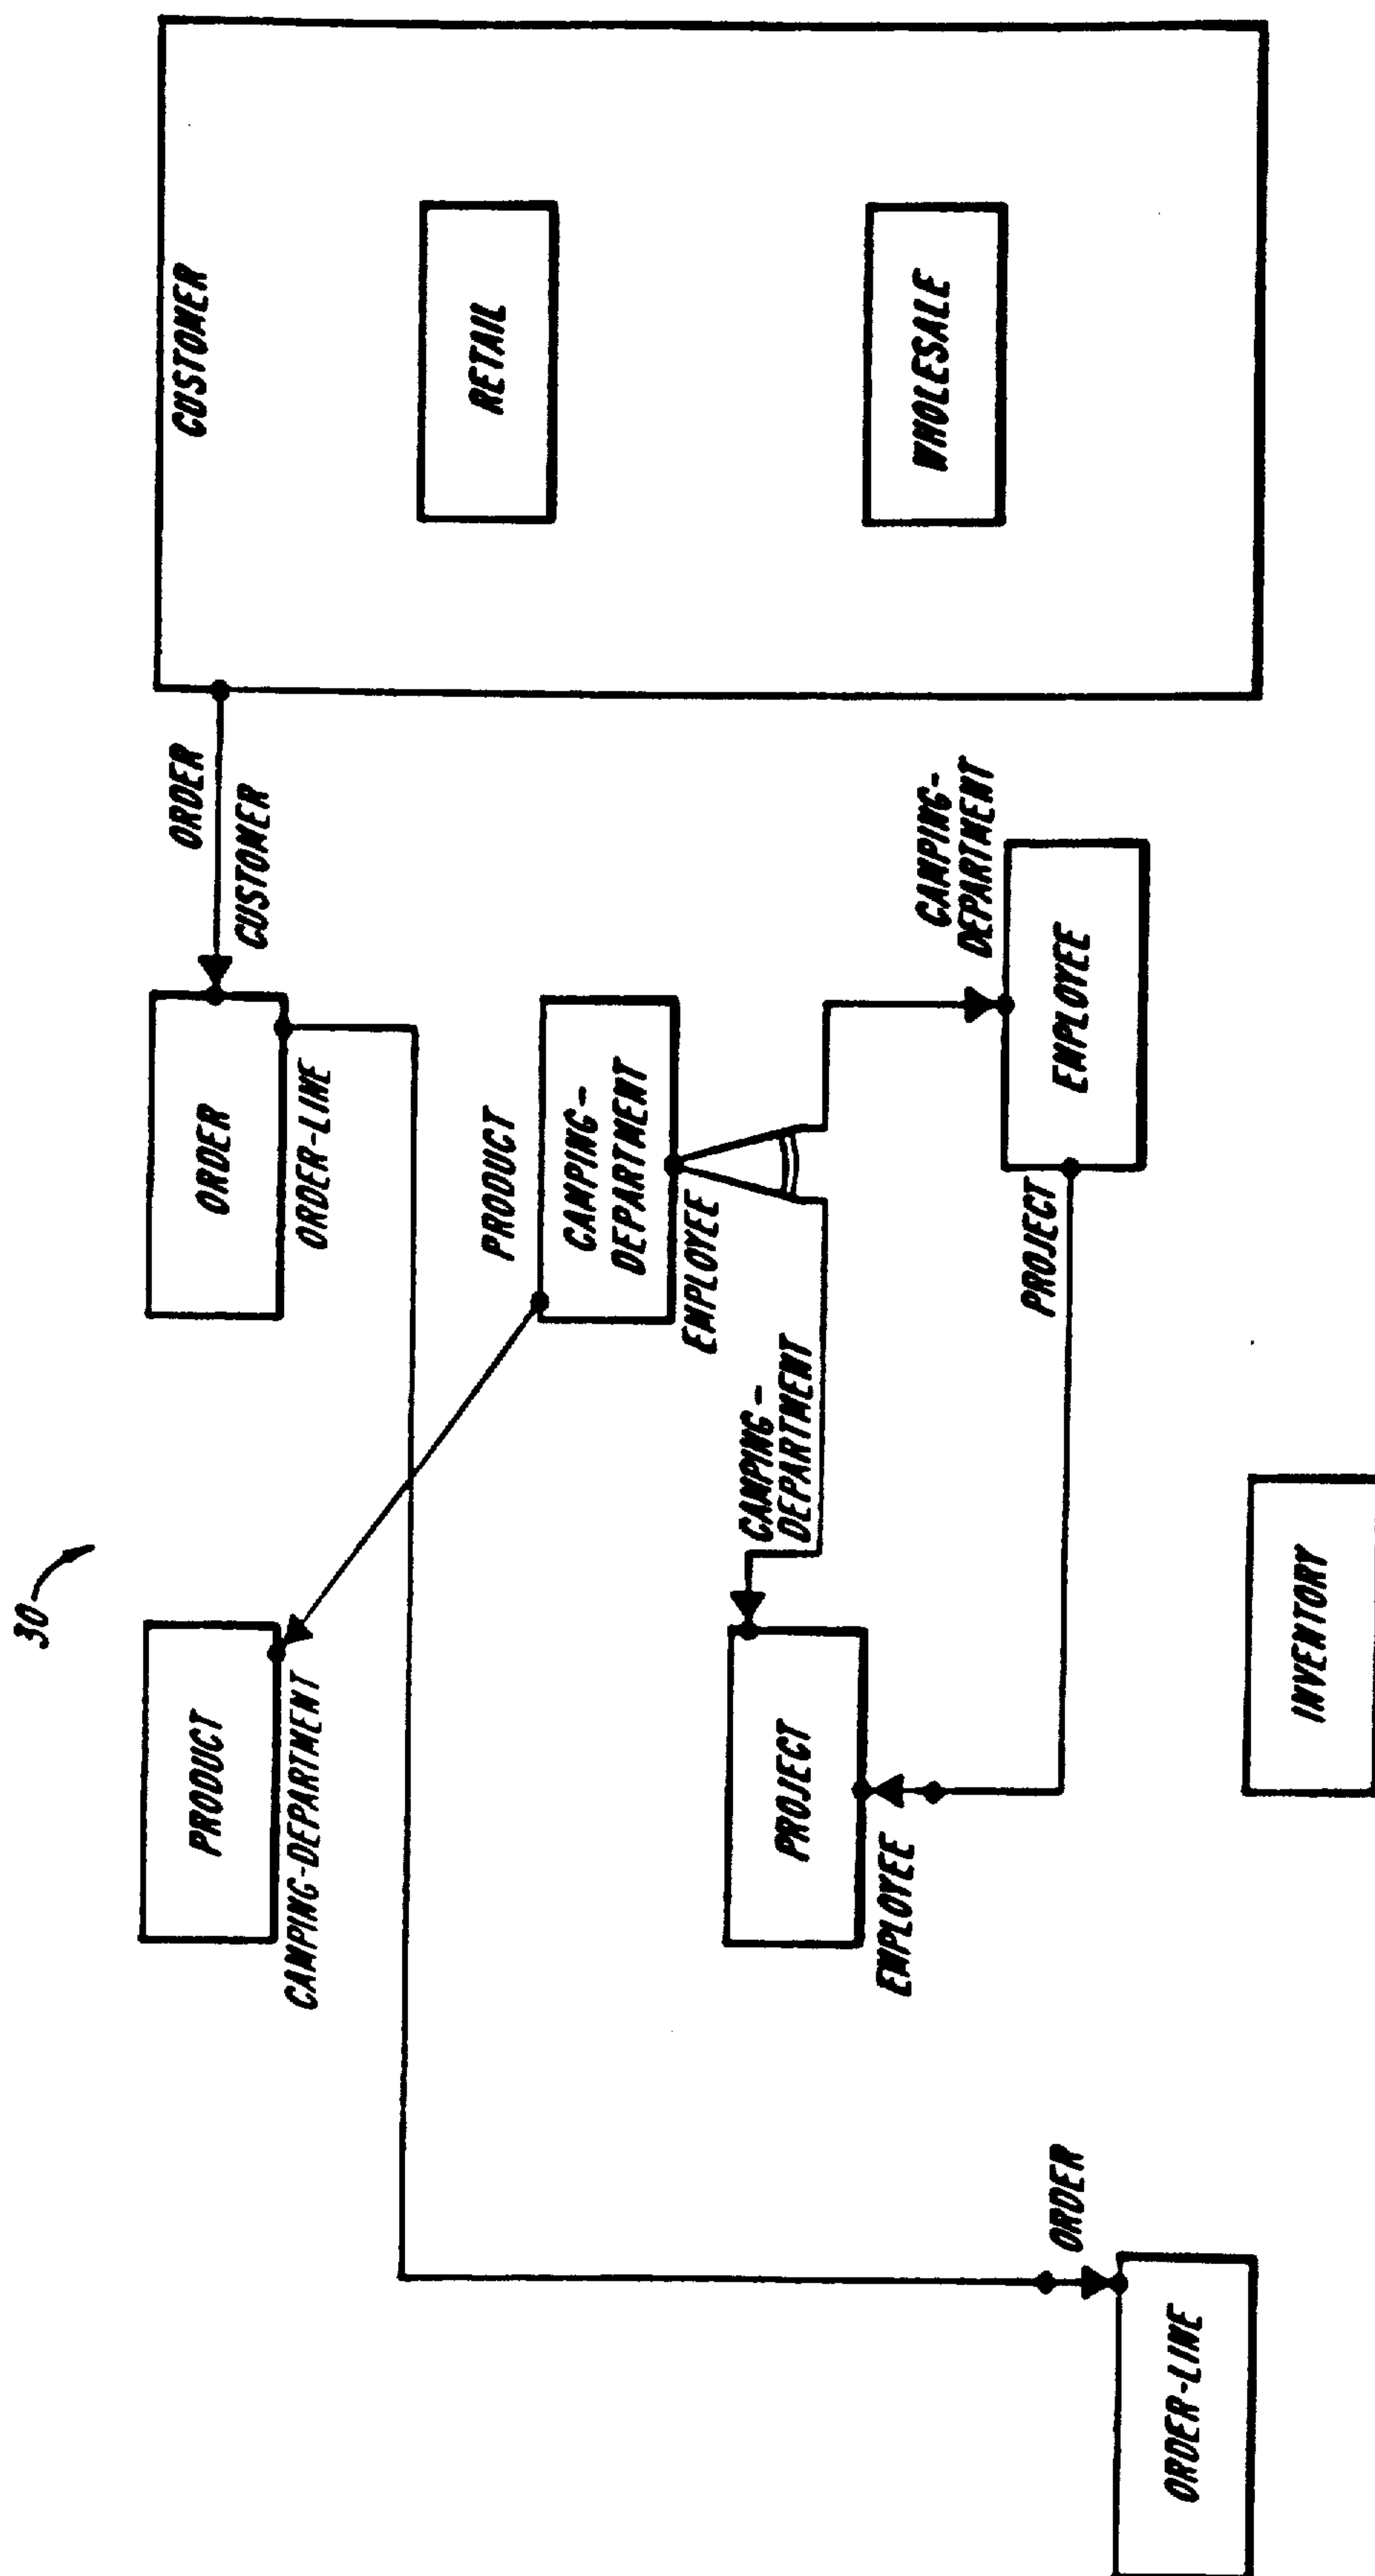 30
PRODUCT
CAMPING-DEPARTMENT
ORDER
ORDER-LINE
ORDER
CUSTOMER
CUSTOMER
RETAIL
WHOLESALE
PRODUCT
CAMPING-
DEPARTMENT
EMPLOYEE
CAMPING-
DEPARTMENT
PROJECT
EMPLOYEE
CAMPING-
DEPARTMENT
EMPLOYEE
PROJECT
ORDER
ORDER-LINE
INVENTORY